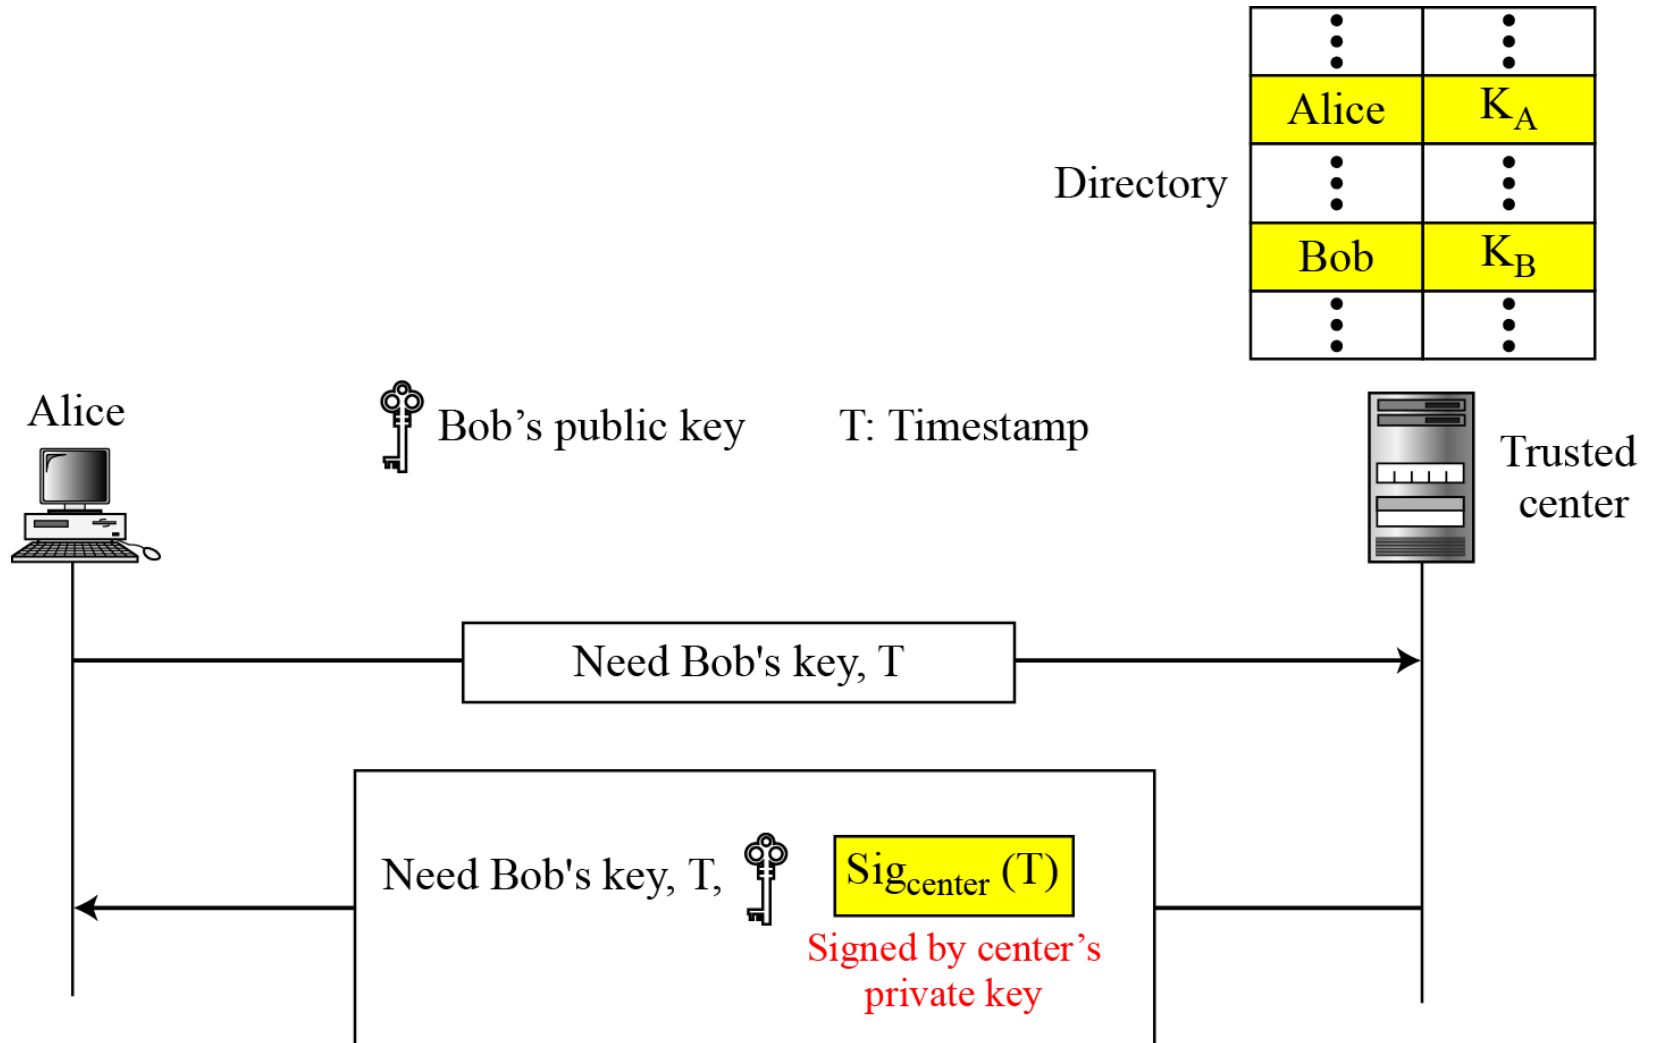 Alice K_A
Directory
Bob K_B
Alice
Bob’s public key
T: Timestamp
Trusted
center
Need Bob's key, T
Need Bob's key, T,
Sig_center (T)
Signed by center’s
private key